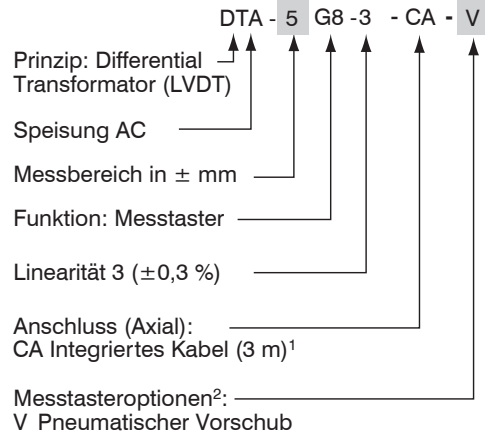 DTA - 5 G8 -3 - CA - V
Prinzip: Differential
Transformator (LVDT)
Speisung AC
Messbereich in ± mm
Funktion: Messtaster
Linearität 3 (±0,3 %)
Anschluss (Axial):
CA Integriertes Kabel (3 m)¹
Messtasteroptionen²:
V Pneumatischer Vorschub